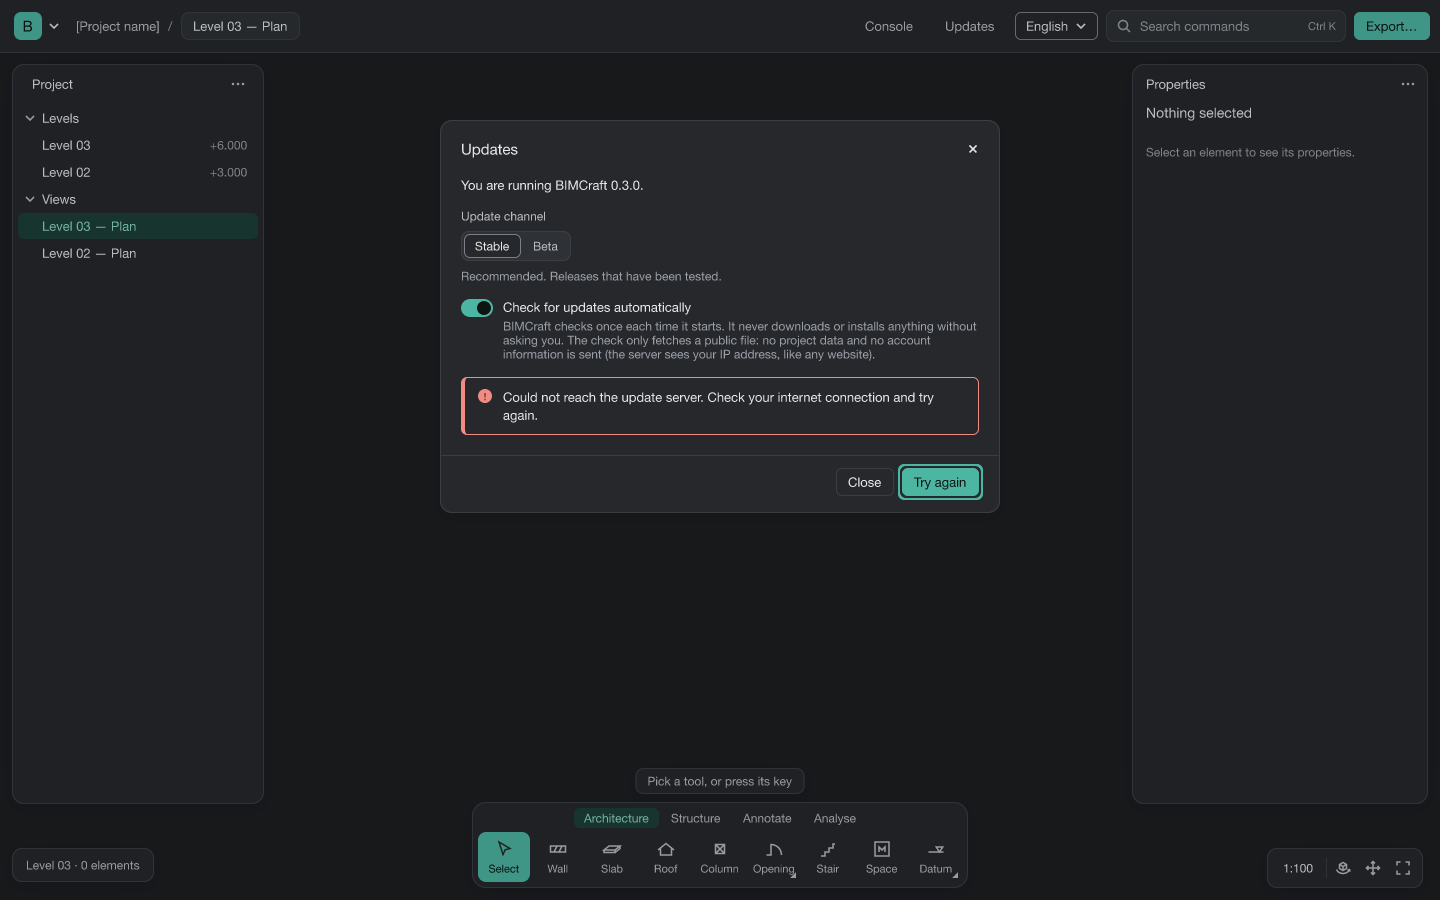 B
[Project name] / Level 03 — Plan
Console
Updates
English
Search commands
Ctrl K
Export...
Project
Levels
Level 03 +6.000
Level 02 +3.000
Views
Level 03 — Plan
Level 02 — Plan
Updates
You are running BIMCraft 0.3.0.
Update channel
Stable
Beta
Recommended. Releases that have been tested.
Check for updates automatically
BIMCraft checks once each time it starts. It never downloads or installs anything without
asking you. The check only fetches a public file: no project data and no account
information is sent (the server sees your IP address, like any website).
Could not reach the update server. Check your internet connection and try
again.
Close
Try again
Properties
Nothing selected
Select an element to see its properties.
Pick a tool, or press its key
Architecture
Structure
Annotate
Analyse
Select
Wall
Slab
Roof
Column
Opening
Stair
Space
Datum
Level 03 · 0 elements
1:100